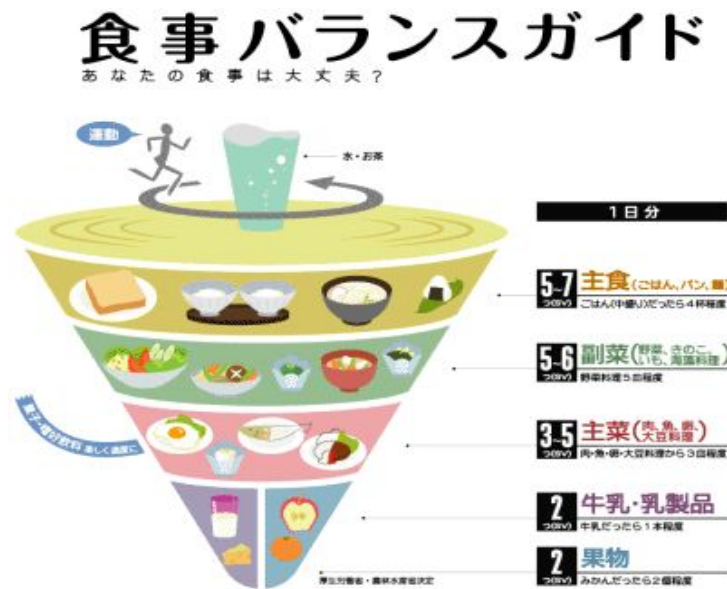 食事バランスガイド
あなたの食事は大丈夫?
運動
水・お茶
1日分
5~7 つ(SV) 主食(ごはん、パン、麺)
ごはん(中盛り)だったら4杯程度
5~6 つ(SV) 副菜(野菜、きのこ、いも、海藻料理)
野菜料理5皿程度
菓子・嗜好飲料 楽しく適度に
3~5 つ(SV) 主菜(肉、魚、卵、大豆料理)
肉・魚・卵・大豆料理から3皿程度
2 つ(SV) 牛乳・乳製品
牛乳だったら1本程度
2 つ(SV) 果物
みかんだったら2個程度
厚生労働省・農林水産省決定